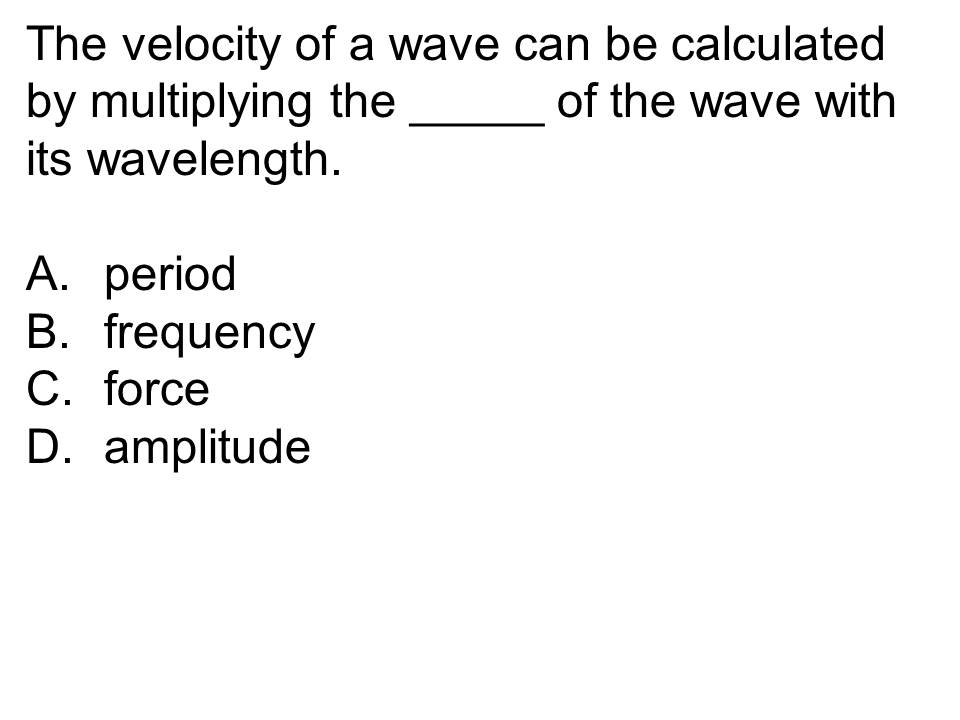 The velocity of a wave can be calculated
by multiplying the _____ of the wave with
its wavelength.
A. period
B. frequency
C. force
D. amplitude